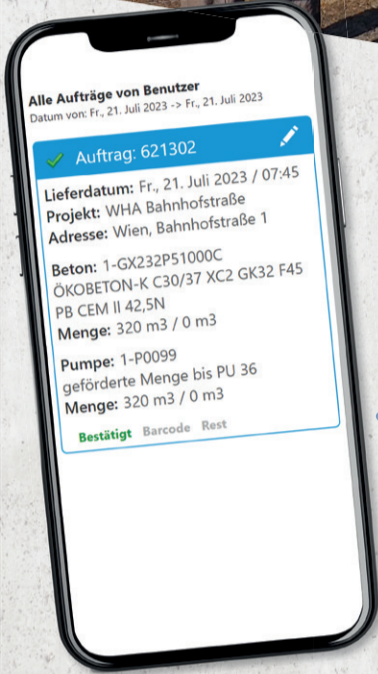 Alle Aufträge von Benutzer
Datum von: Fr., 21. Juli 2023 -> Fr., 21. Juli 2023
Auftrag: 621302
Lieferdatum: Fr., 21. Juli 2023 / 07:45
Projekt: WHA Bahnhofstraße
Adresse: Wien, Bahnhofstraße 1
Beton: 1-GX232P51000C
ÖKOBETON-K C30/37 XC2 GK32 F45
PB CEM II 42,5N
Menge: 320 m3 / 0 m3
Pumpe: 1-P0099
geförderte Menge bis PU 36
Menge: 320 m3 / 0 m3
Bestätigt Barcode Rest